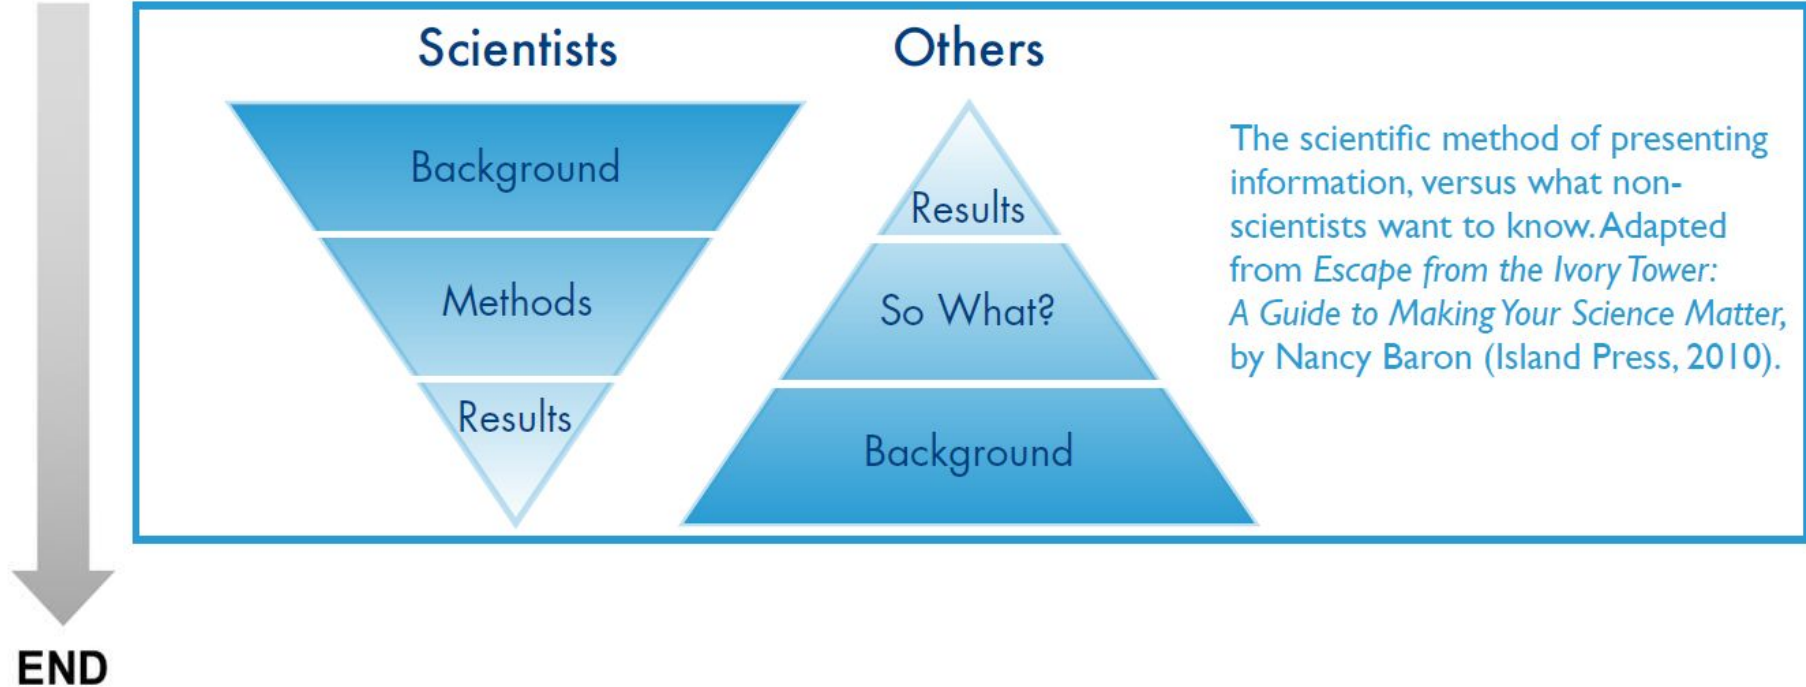 Scientists
Background
Methods
Results
Others
Results
So What?
Background
The scientific method of presenting
information, versus what non-
scientists want to know. Adapted
from Escape from the Ivory Tower:
A Guide to Making Your Science Matter,
by Nancy Baron (Island Press, 2010).
END